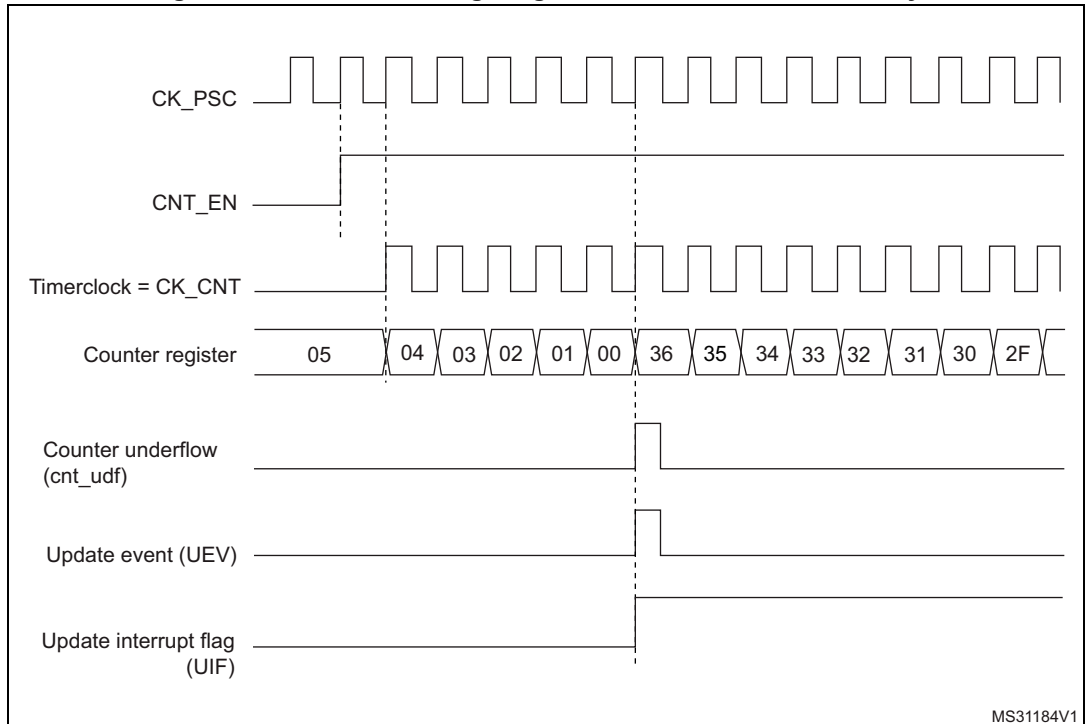 CK_PSC
CNT_EN
Timerclock = CK_CNT
Counter register 05 04 03 02 01 00 36 35 34 33 32 31 30 2F
Counter underflow
(cnt_udf)
Update event (UEV)
Update interrupt flag
(UIF)
MS31184V1